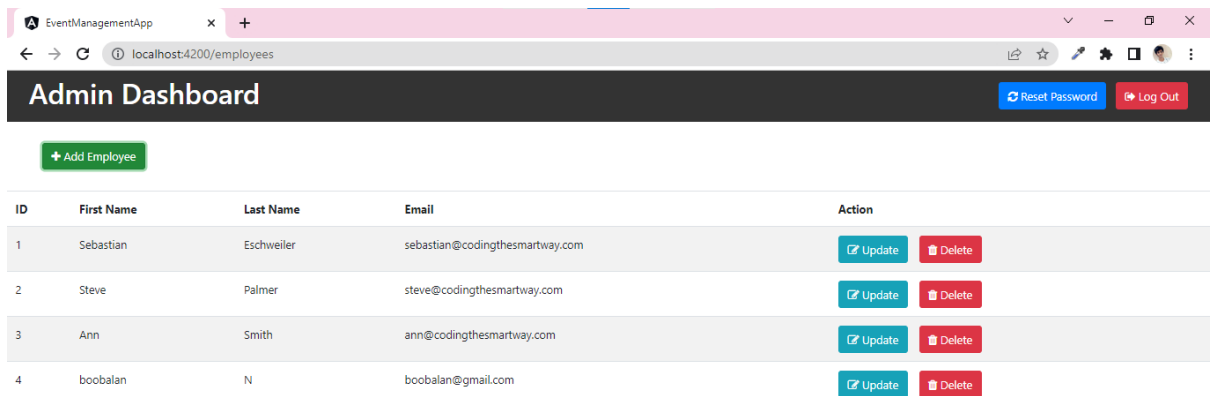 EventManagementApp
localhost:4200/employees
Admin Dashboard Reset Password Log Out
Add Employee
ID First Name Last Name Email Action
1 Sebastian Eschweiler sebastian@codingthesmartway.com Update Delete
2 Steve Palmer steve@codingthesmartway.com Update Delete
3 Ann Smith ann@codingthesmartway.com Update Delete
4 boobalan N boobalan@gmail.com Update Delete